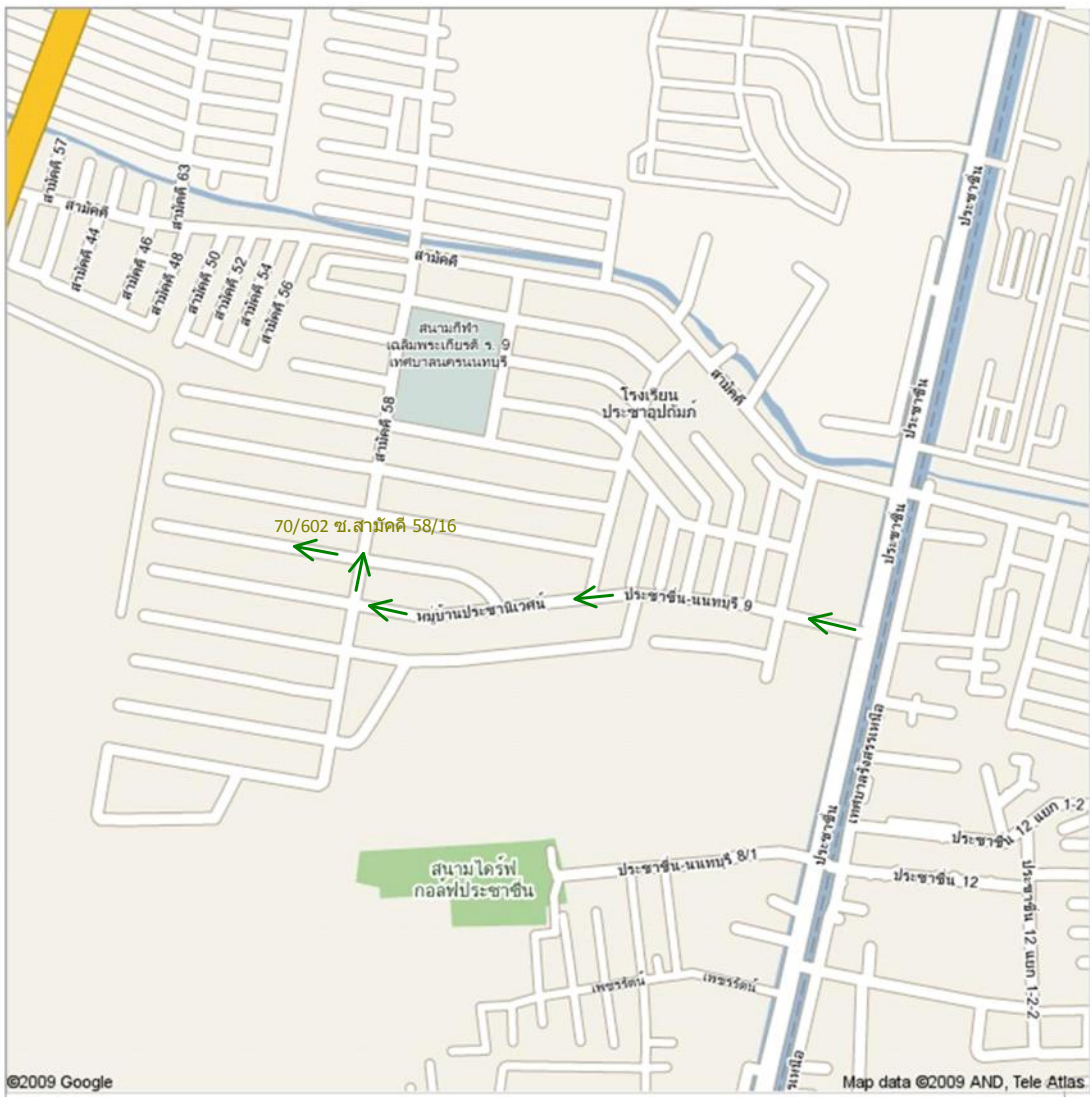 สามัคคี 57
สามัคคี 63
สามัคคี
สามัคคี 44
สามัคคี 46
สามัคคี 48
สามัคคี 50
สามัคคี 52
สามัคคี 54
สามัคคี 56
ประชาชื่น
สามัคคี
สนามกีฬา
เฉลิมพระเกียรติ ร. 9
เทศบาลนครนนทบุรี
สามัคคี 58
โรงเรียน
ประชาอุปถัมภ์
สามัคคี
ประชาชื่น
ประชาชื่น
70/602 ซ.สามัคคี 58/16
หมู่บ้านประชานิเวศน์
ประชาชื่น-นนทบุรี 9
เทศบาลรังสรรเหนือ
ประชาชื่น
ประชาชื่น 12 แยก 1-2
สนามไดร์ฟ
กอล์ฟประชาชื่น
ประชาชื่น-นนทบุรี 8/1
ประชาชื่น 12
ประชาชื่น 12 แยก 1-2-2
เพชรรัตน์
เพชรรัตน์
รเหนือ
©2009 Google
Map data ©2009 AND, Tele Atlas